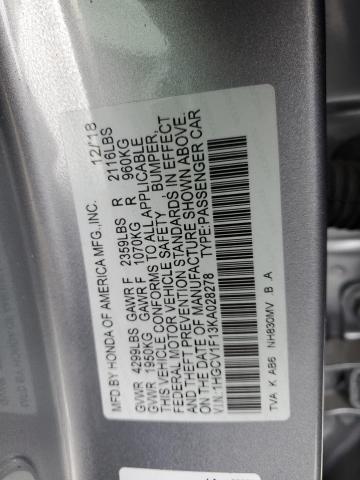 MFD BY HONDA OF AMERICA MFG.,INC. 12/18
GVWR 4299LBS GAWR F 2359LBS R 2116LBS
GVWR 1950KG GAWR F 1070KG R 960KG
THIS VEHICLE CONFORMS TO ALL APPLICABLE
FEDERAL MOTOR VEHICLE SAFETY BUMPER,
AND THEFT PREVENTION STANDARDS IN EFFECT
ON THE DATE OF MANUFACTURE SHOWN ABOVE.
V.I.N:1HGCV1F13KA028278 TYPE:PASSENGER CAR
TVA K AB6 NH830MV B A